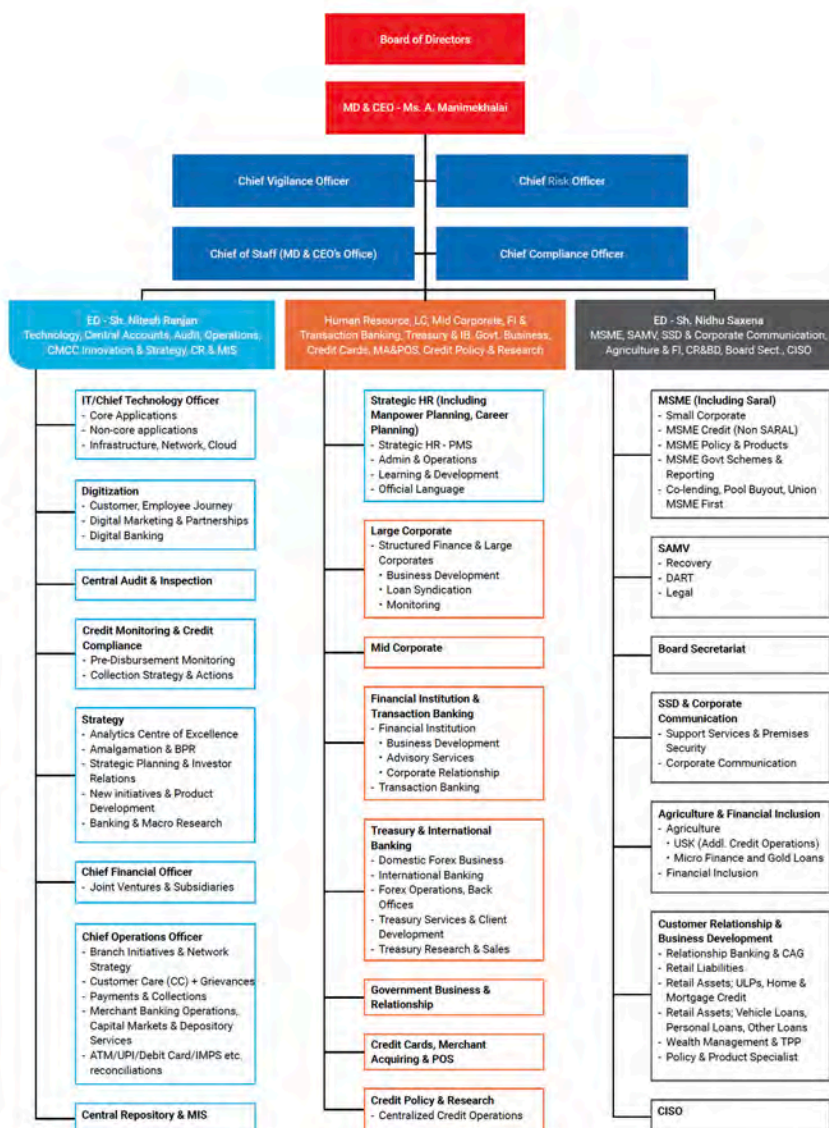 Board of Directors
MD & CEO - Ms. A. Manimekhalai
Chief Vigilance Officer
Chief Risk Officer
Chief of Staff (MD & CEO's Office)
Chief Compliance Officer
ED - Sh. Nitesh Ranjan
Technology, Central Accounts, Audit, Operations,
CMCC Innovation & Strategy, CR & MIS
IT/Chief Technology Officer
- Core Applications
- Non-core applications
- Infrastructure, Network, Cloud
Digitization
- Customer, Employee Journey
- Digital Marketing & Partnerships
- Digital Banking
Central Audit & Inspection
Credit Monitoring & Credit
Compliance
- Pre-Disbursement Monitoring
- Collection Strategy & Actions
Strategy
- Analytics Centre of Excellence
- Amalgamation & BPR
- Strategic Planning & Investor
Relations
- New initiatives & Product
Development
- Banking & Macro Research
Chief Financial Officer
- Joint Ventures & Subsidiaries
Chief Operations Officer
- Branch Initiatives & Network
Strategy
- Customer Care (CC) + Grievances
- Payments & Collections
- Merchant Banking Operations,
Capital Markets & Depository
Services
- ATM/UPI/Debit Card/IMPS etc.
reconciliations
Central Repository & MIS
Human Resource, LC, Mid Corporate, FI &
Transaction Banking, Treasury & IB, Govt. Business,
Credit Cards, MA&POS, Credit Policy & Research
Strategic HR (Including
Manpower Planning, Career
Planning)
- Strategic HR - PMS
- Admin & Operations
- Learning & Development
- Official Language
Large Corporate
- Structured Finance & Large
Corporates
• Business Development
• Loan Syndication
• Monitoring
Mid Corporate
Financial Institution &
Transaction Banking
- Financial Institution
• Business Development
• Advisory Services
• Corporate Relationship
- Transaction Banking
Treasury & International
Banking
- Domestic Forex Business
- International Banking
- Forex Operations, Back
Offices
- Treasury Services & Client
Development
- Treasury Research & Sales
Government Business &
Relationship
Credit Cards, Merchant
Acquiring & POS
Credit Policy & Research
- Centralized Credit Operations
ED - Sh. Nidhu Saxena
MSME, SAMV, SSD & Corporate Communication,
Agriculture & FI, CR&BD, Board Sect., CISO
MSME (Including Saral)
- Small Corporate
- MSME Credit (Non SARAL)
- MSME Policy & Products
- MSME Govt Schemes &
Reporting
- Co-lending, Pool Buyout, Union
MSME First
SAMV
- Recovery
- DART
- Legal
Board Secretariat
SSD & Corporate
Communication
- Support Services & Premises
Security
- Corporate Communication
Agriculture & Financial Inclusion
- Agriculture
• USK (Addl. Credit Operations)
• Micro Finance and Gold Loans
- Financial Inclusion
Customer Relationship &
Business Development
- Relationship Banking & CAG
- Retail Liabilities
- Retail Assets; ULPs, Home &
Mortgage Credit
- Retail Assets; Vehicle Loans,
Personal Loans, Other Loans
- Wealth Management & TPP
- Policy & Product Specialist
CISO